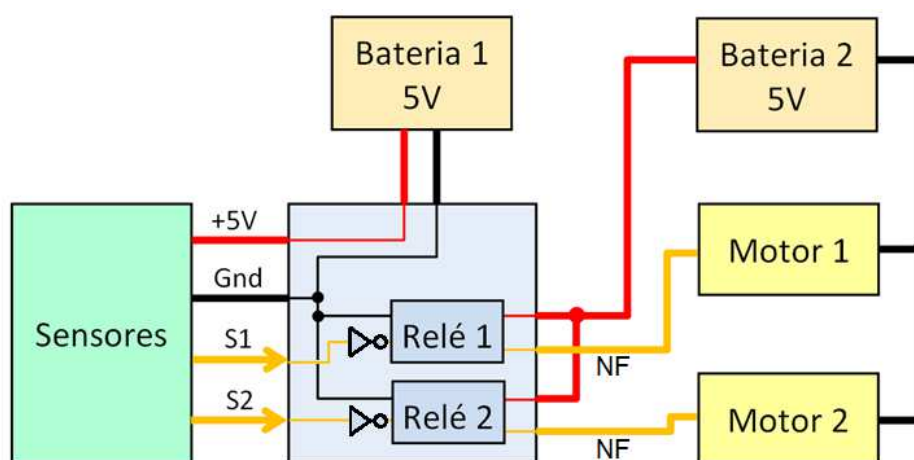 Bateria 1
5V
Bateria 2
5V
+5V
Gnd
S1
S2
Sensores
Relé 1
Relé 2
NF
NF
Motor 1
Motor 2